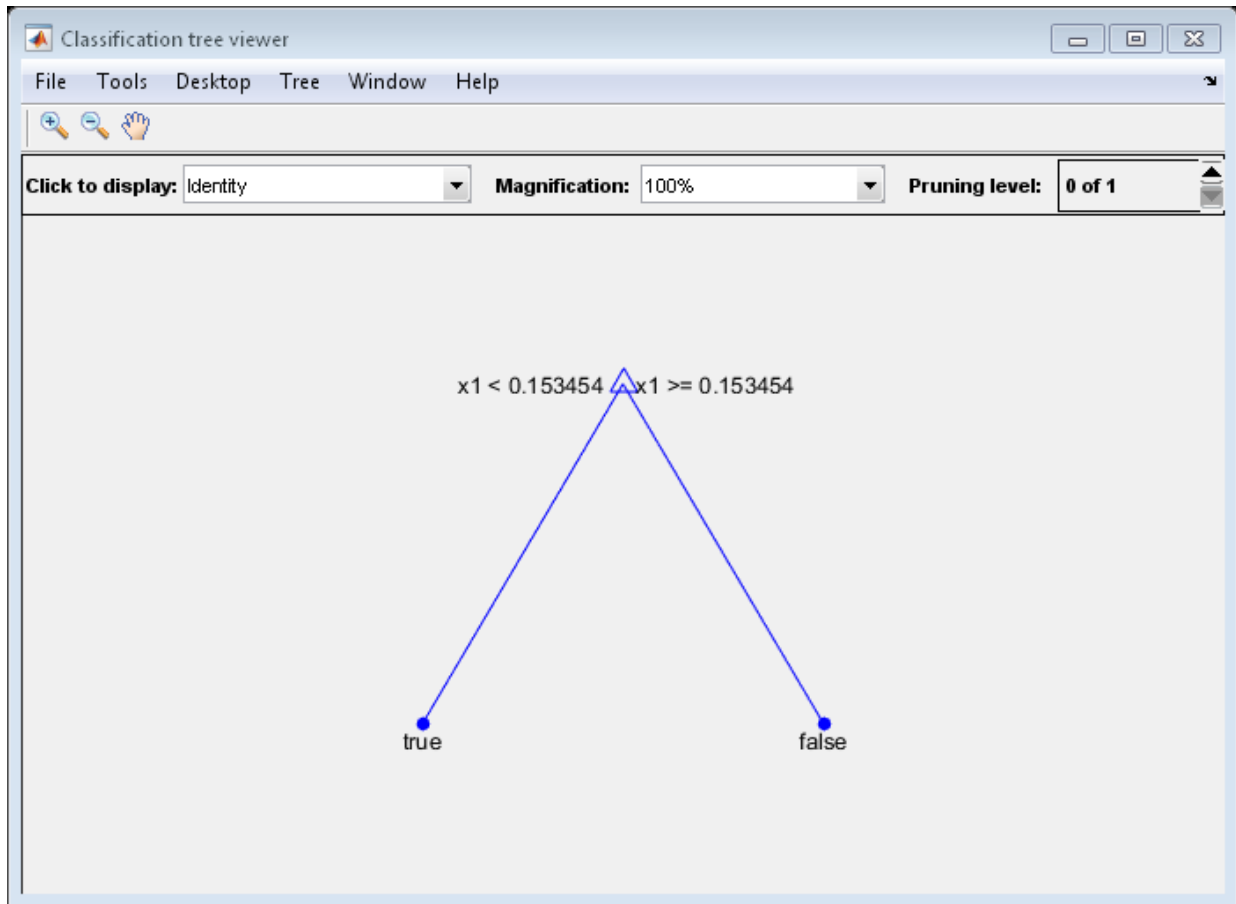 Classification tree viewer
File Tools Desktop Tree Window Help
Click to display: Identity Magnification: 100% Pruning level: 0 of 1
x1 < 0.153454 x1 >= 0.153454
true false